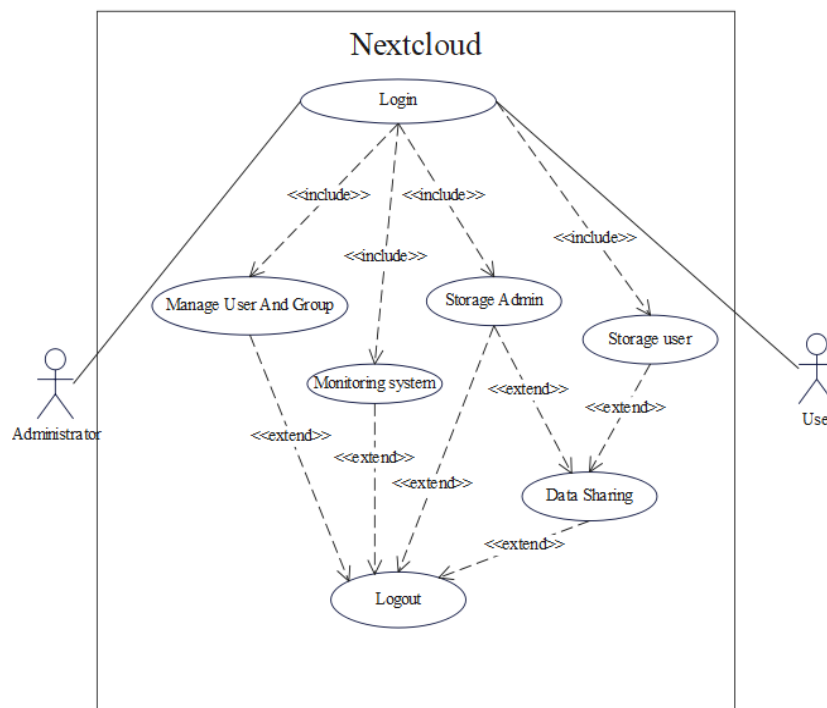 Nextcloud
Login
<<include>>
<<include>>
<<include>>
<<include>>
Manage User And Group
Storage Admin
Storage user
Monitoring system
Administrator
Use
<<extend>>
<<extend>>
<<extend>>
<<extend>>
<<extend>>
Data Sharing
<<extend>>
Logout